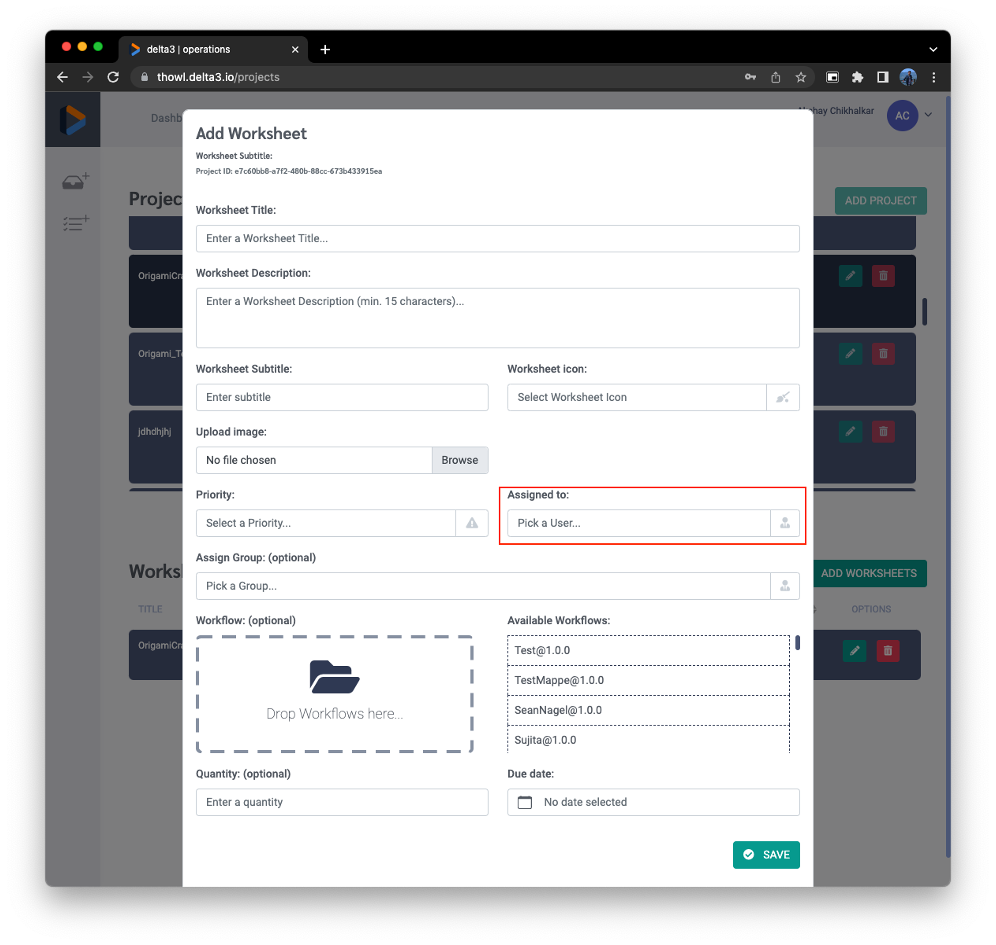 delta3 | operations
thowl.delta3.io/projects
Dashb
Chikhalkar
AC
Add Worksheet
Worksheet Subtitle:
Project ID: e7c60bb8-a7f2-480b-88cc-673b433915ea
Projec
ADD PROJECT
Worksheet Title:
Enter a Worksheet Title...
OrigamiCra
Worksheet Description:
Enter a Worksheet Description (min. 15 characters)...
Origami_Te
Worksheet Subtitle:
Worksheet icon:
Enter subtitle
Select Worksheet Icon
jdhdhjhj
Upload image:
No file chosen
Browse
Priority:
Assigned to:
Select a Priority...
Pick a User...
Assign Group: (optional)
Works
ADD WORKSHEETS
Pick a Group...
TITLE
OPTIONS
Workflow: (optional)
Available Workflows:
OrigamiCra
Test@1.0.0
TestMappe@1.0.0
Drop Workflows here...
SeanNagel@1.0.0
Sujita@1.0.0
Quantity: (optional)
Due date:
Enter a quantity
No date selected
SAVE